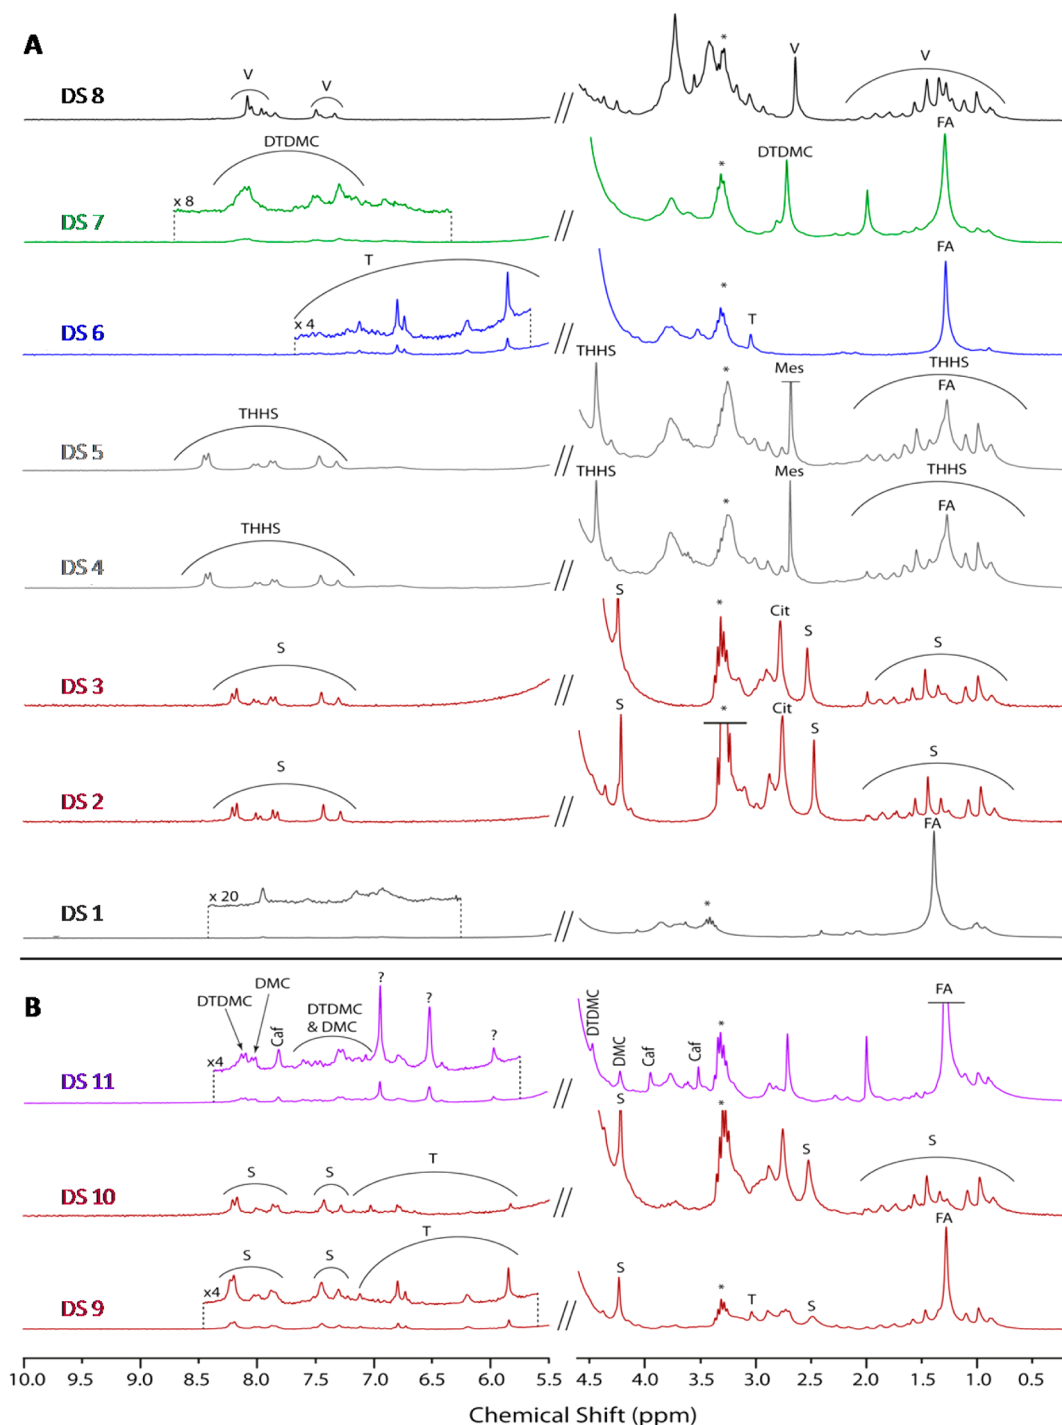 A
DS 8
V
V
*
V
V
FA
DS 7
DTDMC
x 8
*
DTDMC
FA
DS 6
T
x 4
*
T
THHS
Mes
THHS
FA
DS 5
THHS
*
THHS
Mes
THHS
FA
DS 4
THHS
*
S
Cit
S
DS 3
S
*
S
S
Cit
S
DS 2
S
*
S
FA
DS 1
x 20
*
B
DS 11
DTDMC
DMC
Caf
DTDMC
& DMC
?
?
?
x4
DTDMC
DMC
Caf
Caf
*
FA
DS 10
S
S
T
S
*
S
S
FA
DS 9
S
S
T
x4
S
*
T
S
10.0 9.5 9.0 8.5 8.0 7.5 7.0 6.5 6.0 5.5 4.5 4.0 3.5 3.0 2.5 2.0 1.5 1.0 0.5
Chemical Shift (ppm)